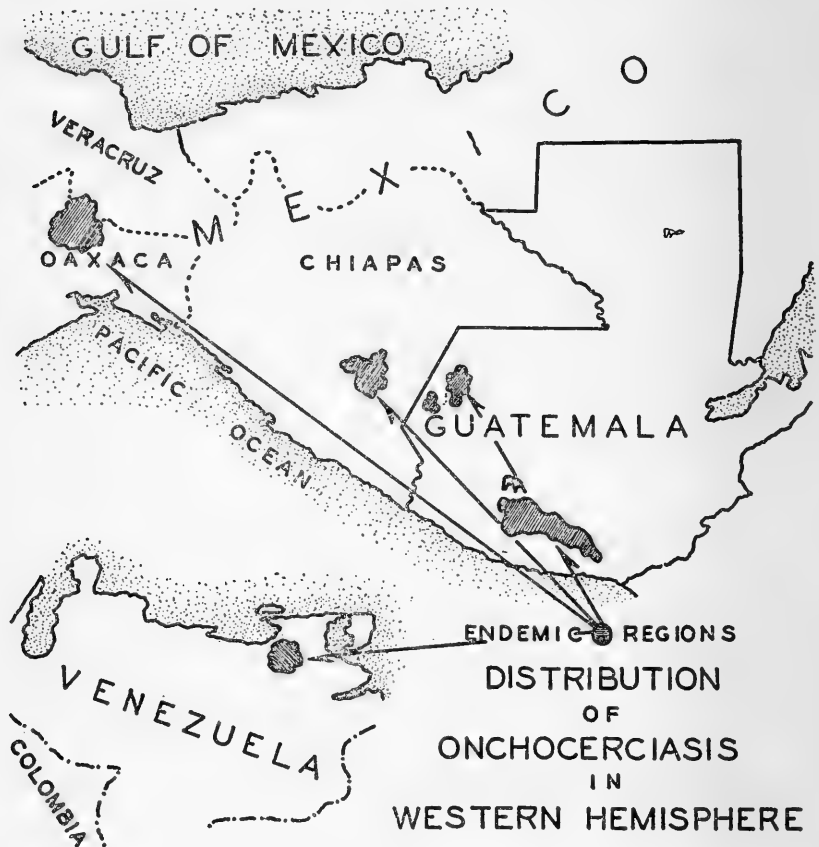 GULF OF MEXICO
MEXICO
VERACRUZ
OAXACA
CHIAPAS
PACIFIC OCEAN
GUATEMALA
ENDEMIC REGIONS
VENEZUELA
COLOMBIA
DISTRIBUTION
OF
ONCHOCERCIASIS
IN
WESTERN HEMISPHERE